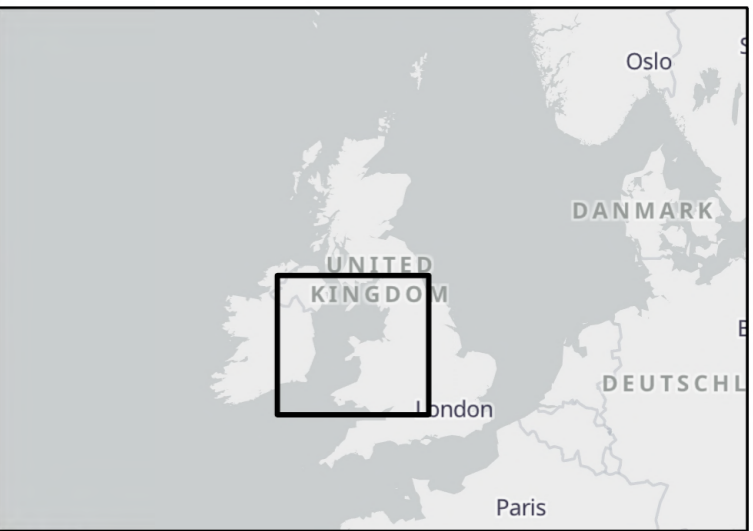 Oslo
DANMARK
UNITED
KINGDOM
DEUTSCHL
London
Paris